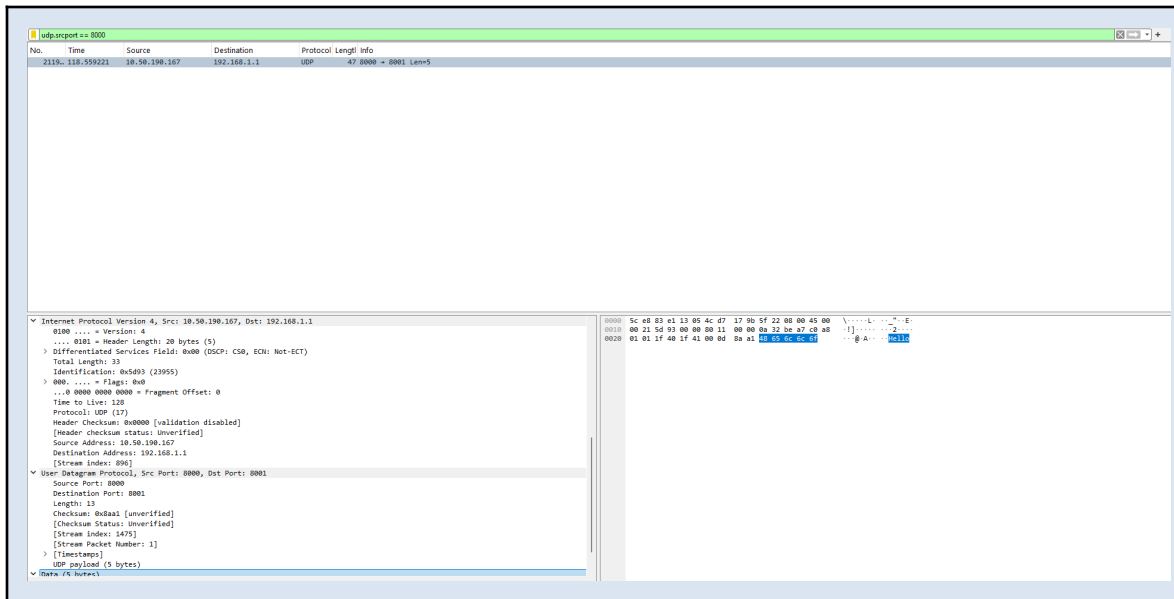 udp.srcport == 8000
No. Time Source Destination Protocol Lengtl Info
2119… 118.559221 10.50.190.167 192.168.1.1 UDP 47 8000 → 8001 Len=5
Internet Protocol Version 4, Src: 10.50.190.167, Dst: 192.168.1.1
0100 .... = Version: 4
.... 0101 = Header Length: 20 bytes (5)
Differentiated Services Field: 0x00 (DSCP: CS0, ECN: Not-ECT)
Total Length: 33
Identification: 0x5d93 (23955)
000. .... = Flags: 0x0
...0 0000 0000 0000 = Fragment Offset: 0
Time to Live: 128
Protocol: UDP (17)
Header Checksum: 0x0000 [validation disabled]
[Header checksum status: Unverified]
Source Address: 10.50.190.167
Destination Address: 192.168.1.1
[Stream index: 896]
User Datagram Protocol, Src Port: 8000, Dst Port: 8001
Source Port: 8000
Destination Port: 8001
Length: 13
Checksum: 0x8aa1 [unverified]
[Checksum Status: Unverified]
[Stream index: 1475]
[Stream Packet Number: 1]
[Timestamps]
UDP payload (5 bytes)
Data (5 bytes)
0000 5c e8 83 e1 13 05 4c d7 17 9b 5f 22 08 00 45 00 \·····L· ··_"··E·
0010 00 21 5d 93 00 00 80 11 00 00 0a 32 be a7 c0 a8 ·!]····· ···2····
0020 01 01 1f 40 1f 41 00 0d 8a a1 48 65 6c 6c 6f ···@·A·· ··Hello